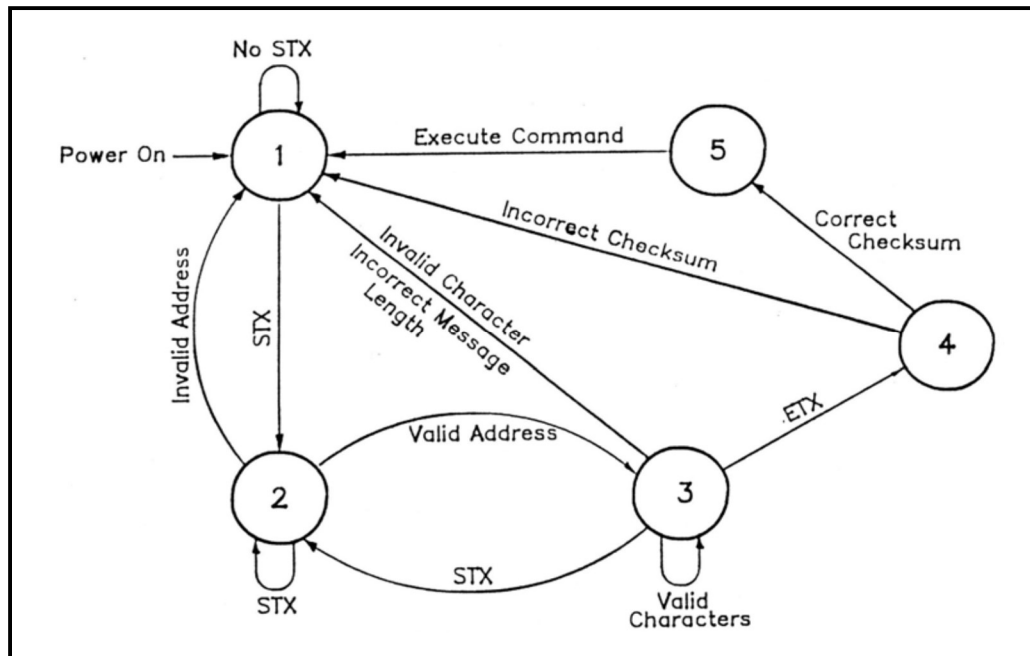 No STX
Power On
1
Execute Command
5
Incorrect Checksum
Correct
Checksum
Invalid Character
Incorrect Message
Length
Invalid Address
STX
4
ETX
Valid Address
2
3
STX
STX
Valid
Characters